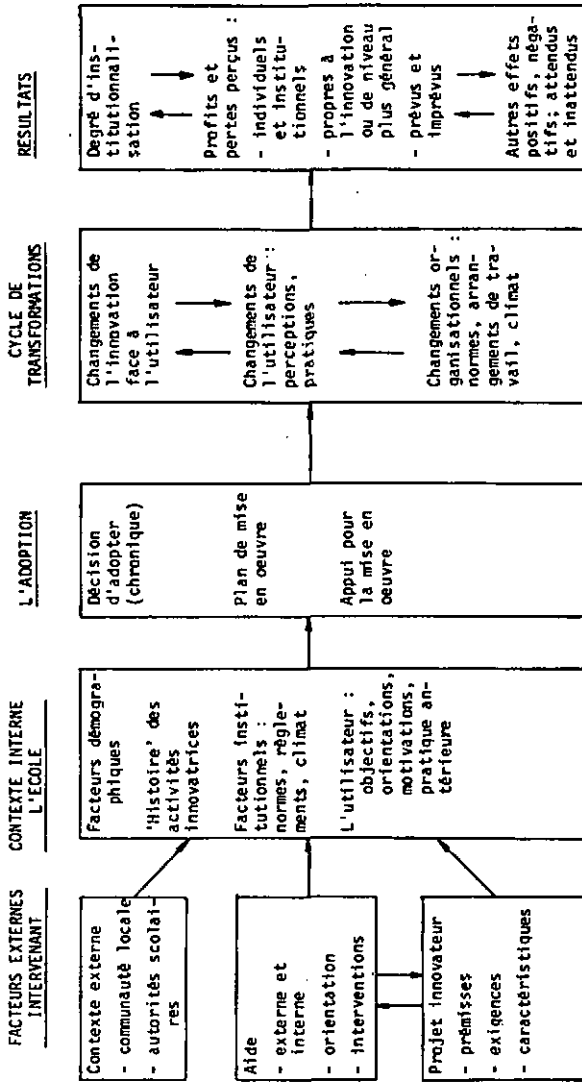 FACTEURS EXTERNES
INTERVENANT
Contexte externe
- communauté locale
- autorités scolai-
res
Aide
- externe et
interne
- orientation
- interventions
Projet innovateur
- prémisses
- exigences
- caractéristiques
CONTEXTE INTERNE
L'ECOLE
Facteurs démogra-
phiques
'Histoire' des
activités
innovatrices
Facteurs insti-
tutionnels :
normes, règle-
ments, climat
L'utilisateur :
objectifs,
orientations,
motivations,
pratique an-
térieure
L'ADOPTION
Décision
d'adopter
(chronique)
Plan de mise
en oeuvre
Appui pour
la mise en
oeuvre
CYCLE DE
TRANSFORMATIONS
Changements de
l'innovation
face à
l'utilisateur
Changements de
l'utilisateur :
perceptions,
pratiques
Changements or-
ganisationnels :
normes, arran-
gements de tra-
vail, climat
RESULTATS
Degré d'ins-
titutionnali-
sation
Profits et
pertes perçus :
- individuels
et institu-
tionnels
- propres à
l'innovation
ou de niveau
plus général
- prévus et
imprévus
Autres effets
positifs, néga-
tifs; attendus
et inattendus